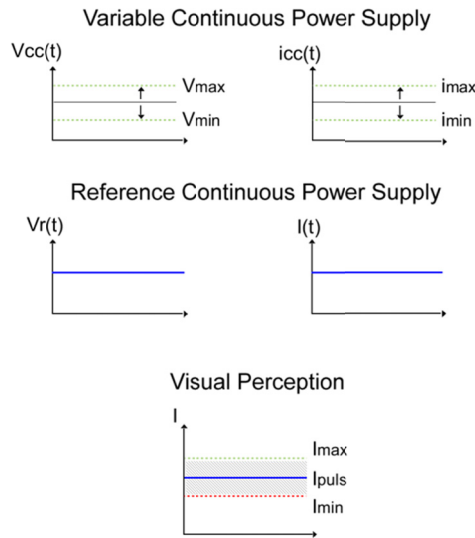 Variable Continuous Power Supply
Vcc(t) icc(t)
Vmax imax
Vmin imin
Reference Continuous Power Supply
Vr(t) I(t)
Visual Perception
I
Imax
Ipuls
Imin